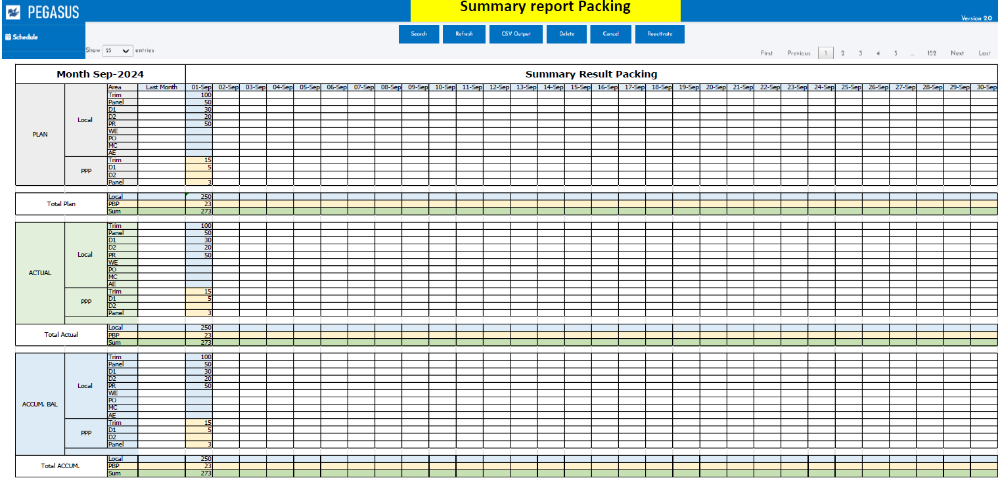 PEGASUS
Summary report Packing
Version 2.0
Schedule
Search Refresh CSV Output Delete Cancel Reactivate
Show 25 entries
First Previous 1 2 3 4 5 ... 152 Next Last
Month Sep-2024 Summary Result Packing
Area Last Month 01-Sep 02-Sep 03-Sep 04-Sep 05-Sep 06-Sep 07-Sep 08-Sep 09-Sep 10-Sep 11-Sep 12-Sep 13-Sep 14-Sep 15-Sep 16-Sep 17-Sep 18-Sep 19-Sep 20-Sep 21-Sep 22-Sep 23-Sep 24-Sep 25-Sep 26-Sep 27-Sep 28-Sep 29-Sep 30-Sep
PLAN
Local
Trim 100
Panel 50
D1 30
D2 20
PR 50
WE
PO
MC
AE
PPP
Trim 15
D1 5
D2
Panel 3
Total Plan
Local 250
PBP 23
Sum 273
ACTUAL
Local
Trim 100
Panel 50
D1 30
D2 20
PR 50
WE
PO
MC
AE
PPP
Trim 15
D1 5
D2
Panel 3
Total Actual
Local 250
PBP 23
Sum 273
ACCUM. BAL
Local
Trim 100
Panel 50
D1 30
D2 20
PR 50
WE
PO
MC
AE
PPP
Trim 15
D1 5
D2
Panel 3
Total ACCUM.
Local 250
PBP 23
Sum 273